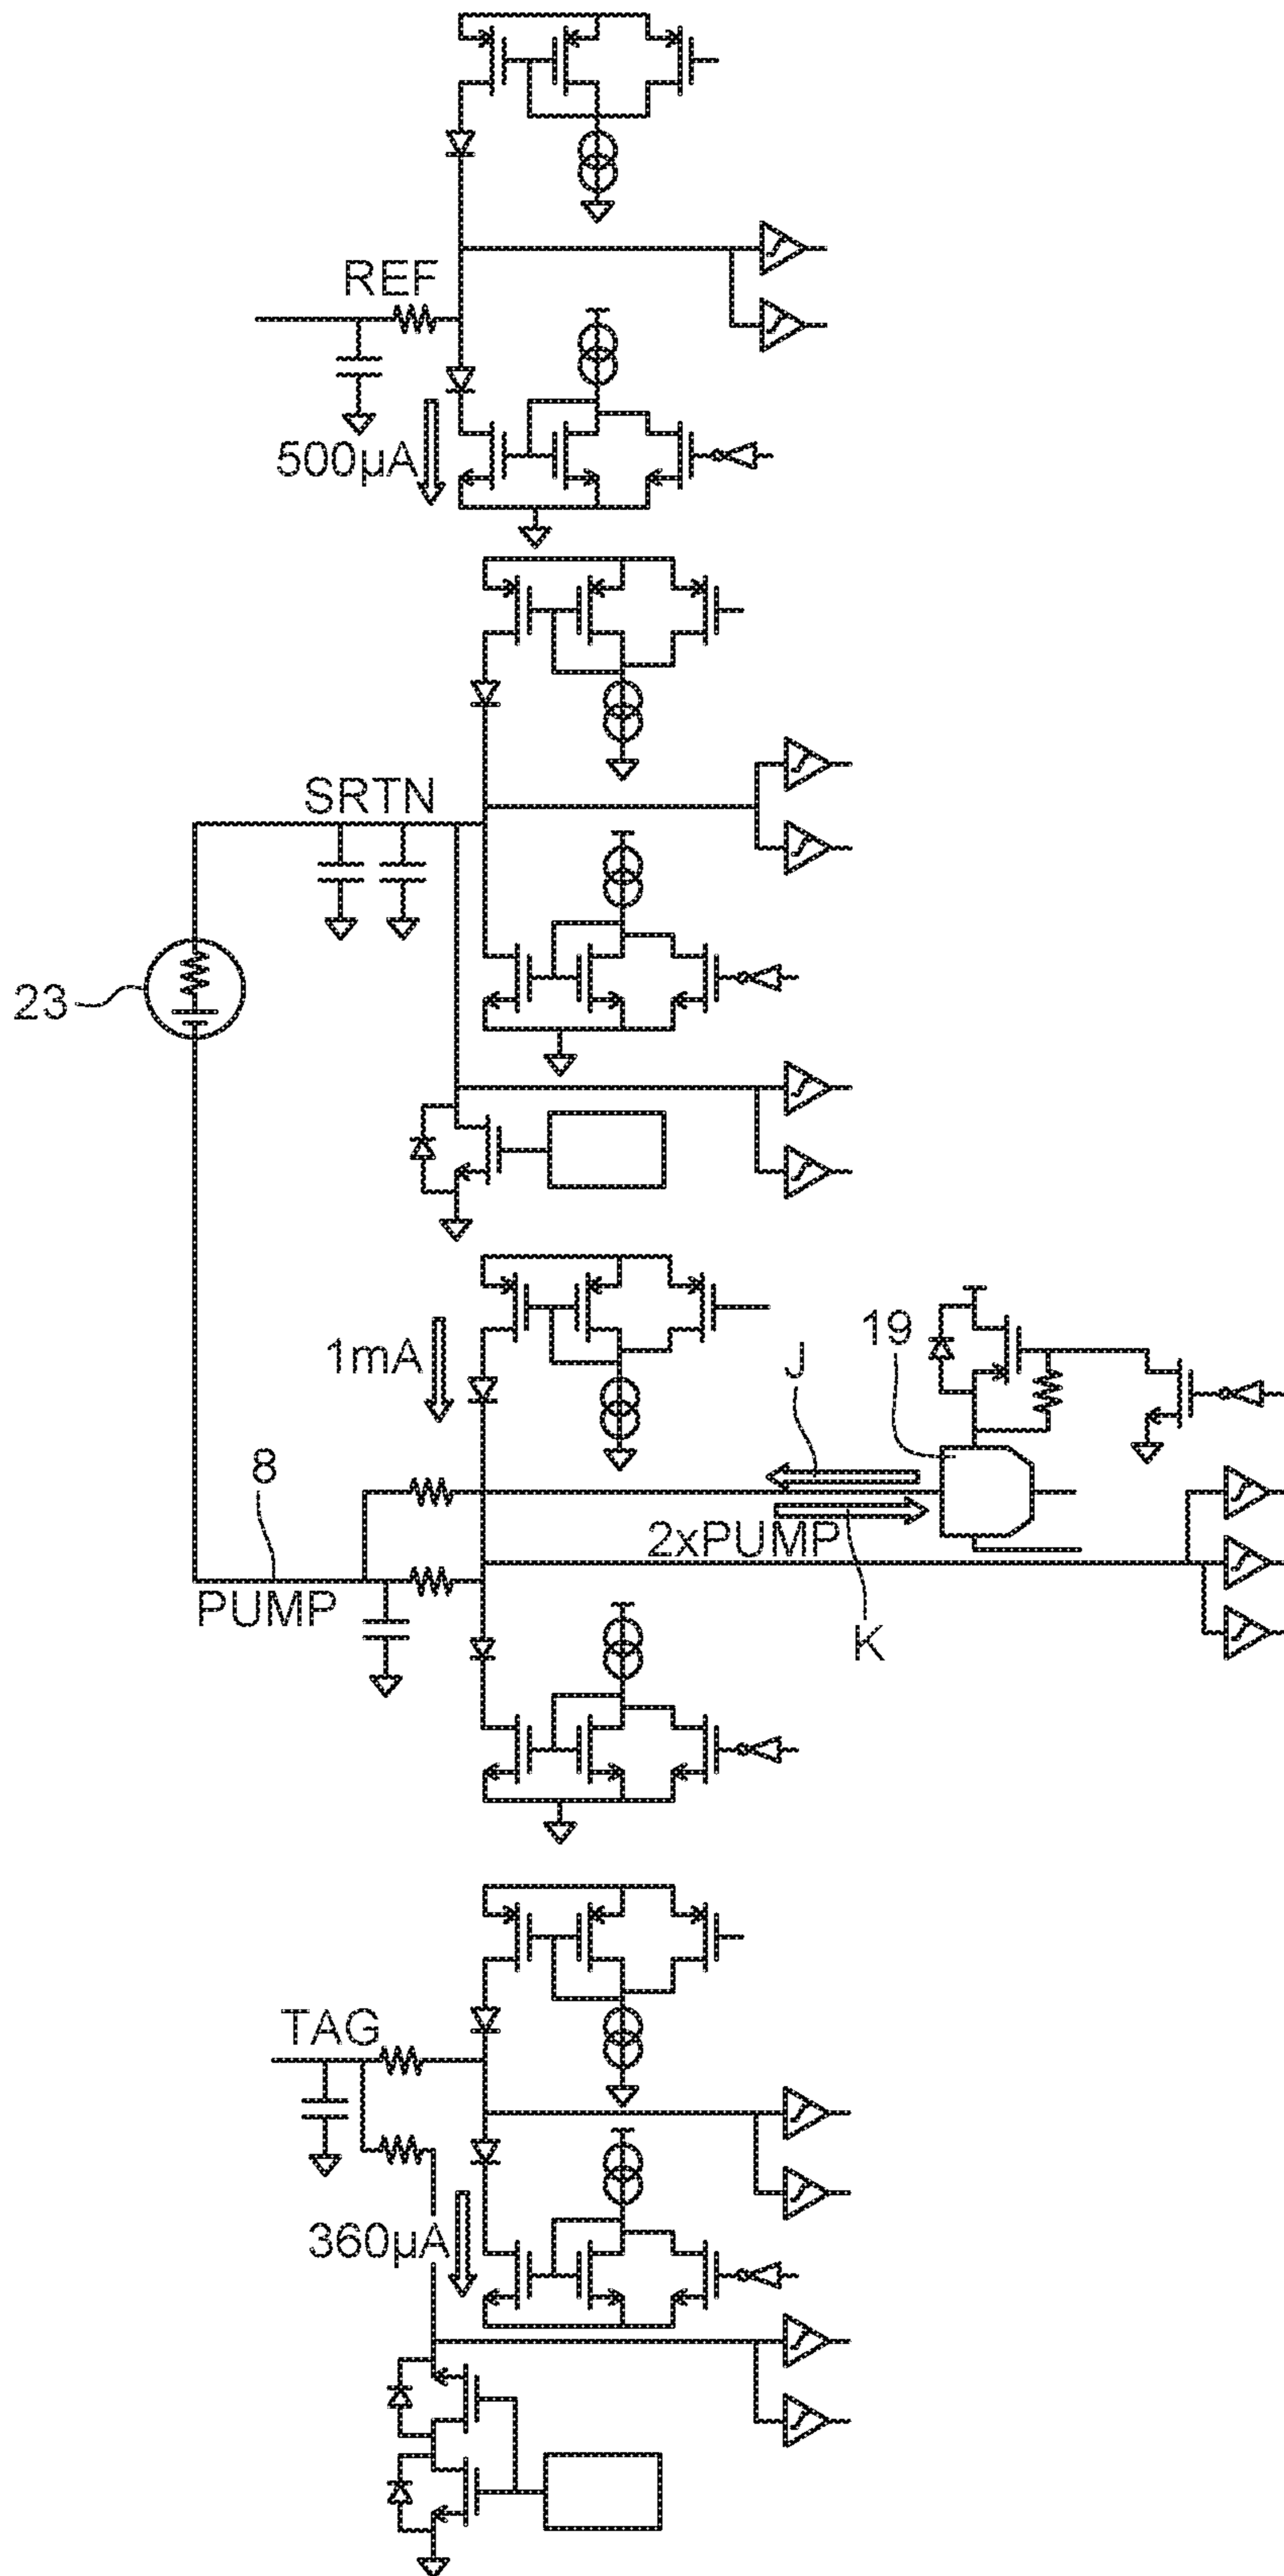 REF
500µA
SRTN
23
1mA
19
J
8
2xPUMP
PUMP
K
TAG
360µA